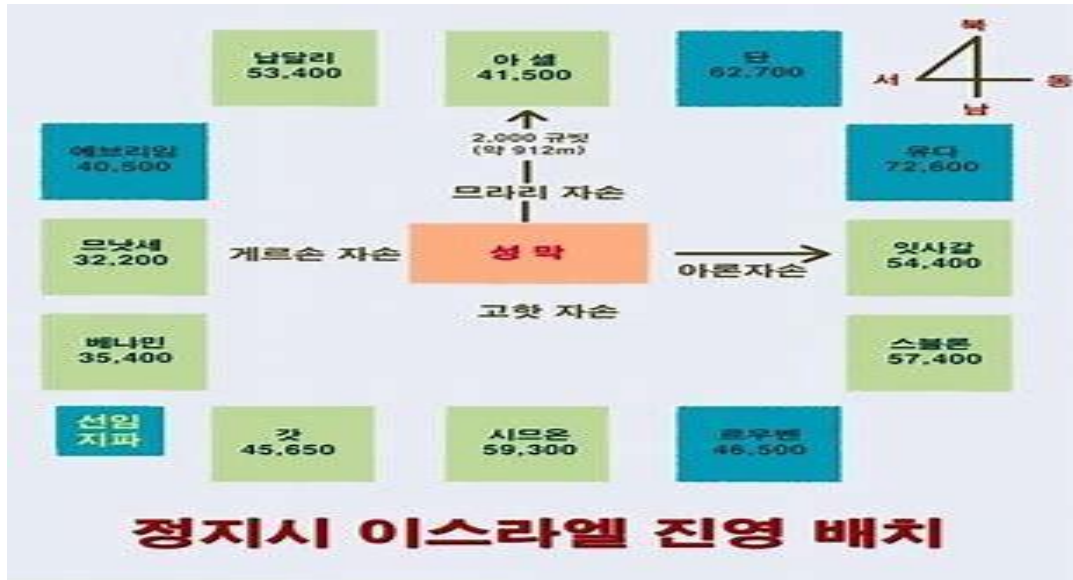 납달리
53,400
아 셀
41,500
단
62,700
북
서
동
남
2,000 규빗
(약 912m)
에브라임
40,500
유다
72,600
므라리 자손
므낫세
32,200
게르손 자손
성 막
아론자손
잇사갈
54,400
고핫 자손
베냐민
35,400
스불론
57,400
선임
지파
갓
45,650
시므온
59,300
르우벤
46,500
정지시 이스라엘 진영 배치